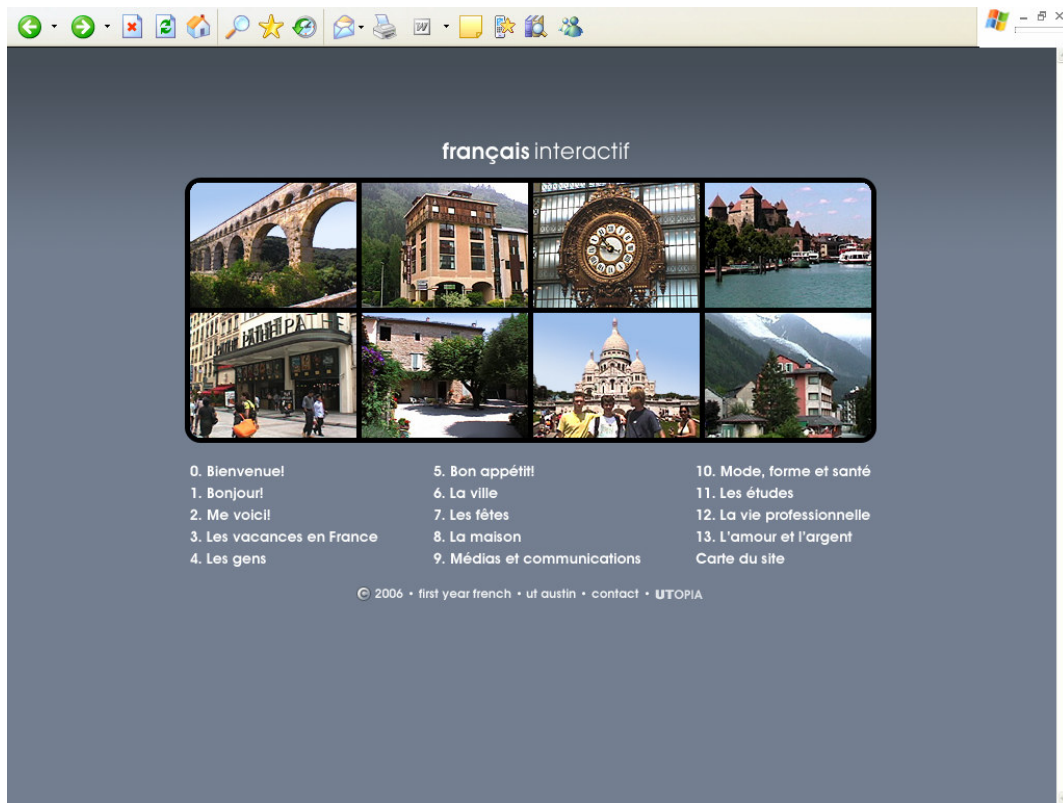 français interactif
PATHE PATHE
0. Bienvenue!
1. Bonjour!
2. Me voici!
3. Les vacances en France
4. Les gens
5. Bon appétit!
6. La ville
7. Les fêtes
8. La maison
9. Médias et communications
10. Mode, forme et santé
11. Les études
12. La vie professionnelle
13. L'amour et l'argent
Carte du site
© 2006 • first year french • ut austin • contact • UTOPIA